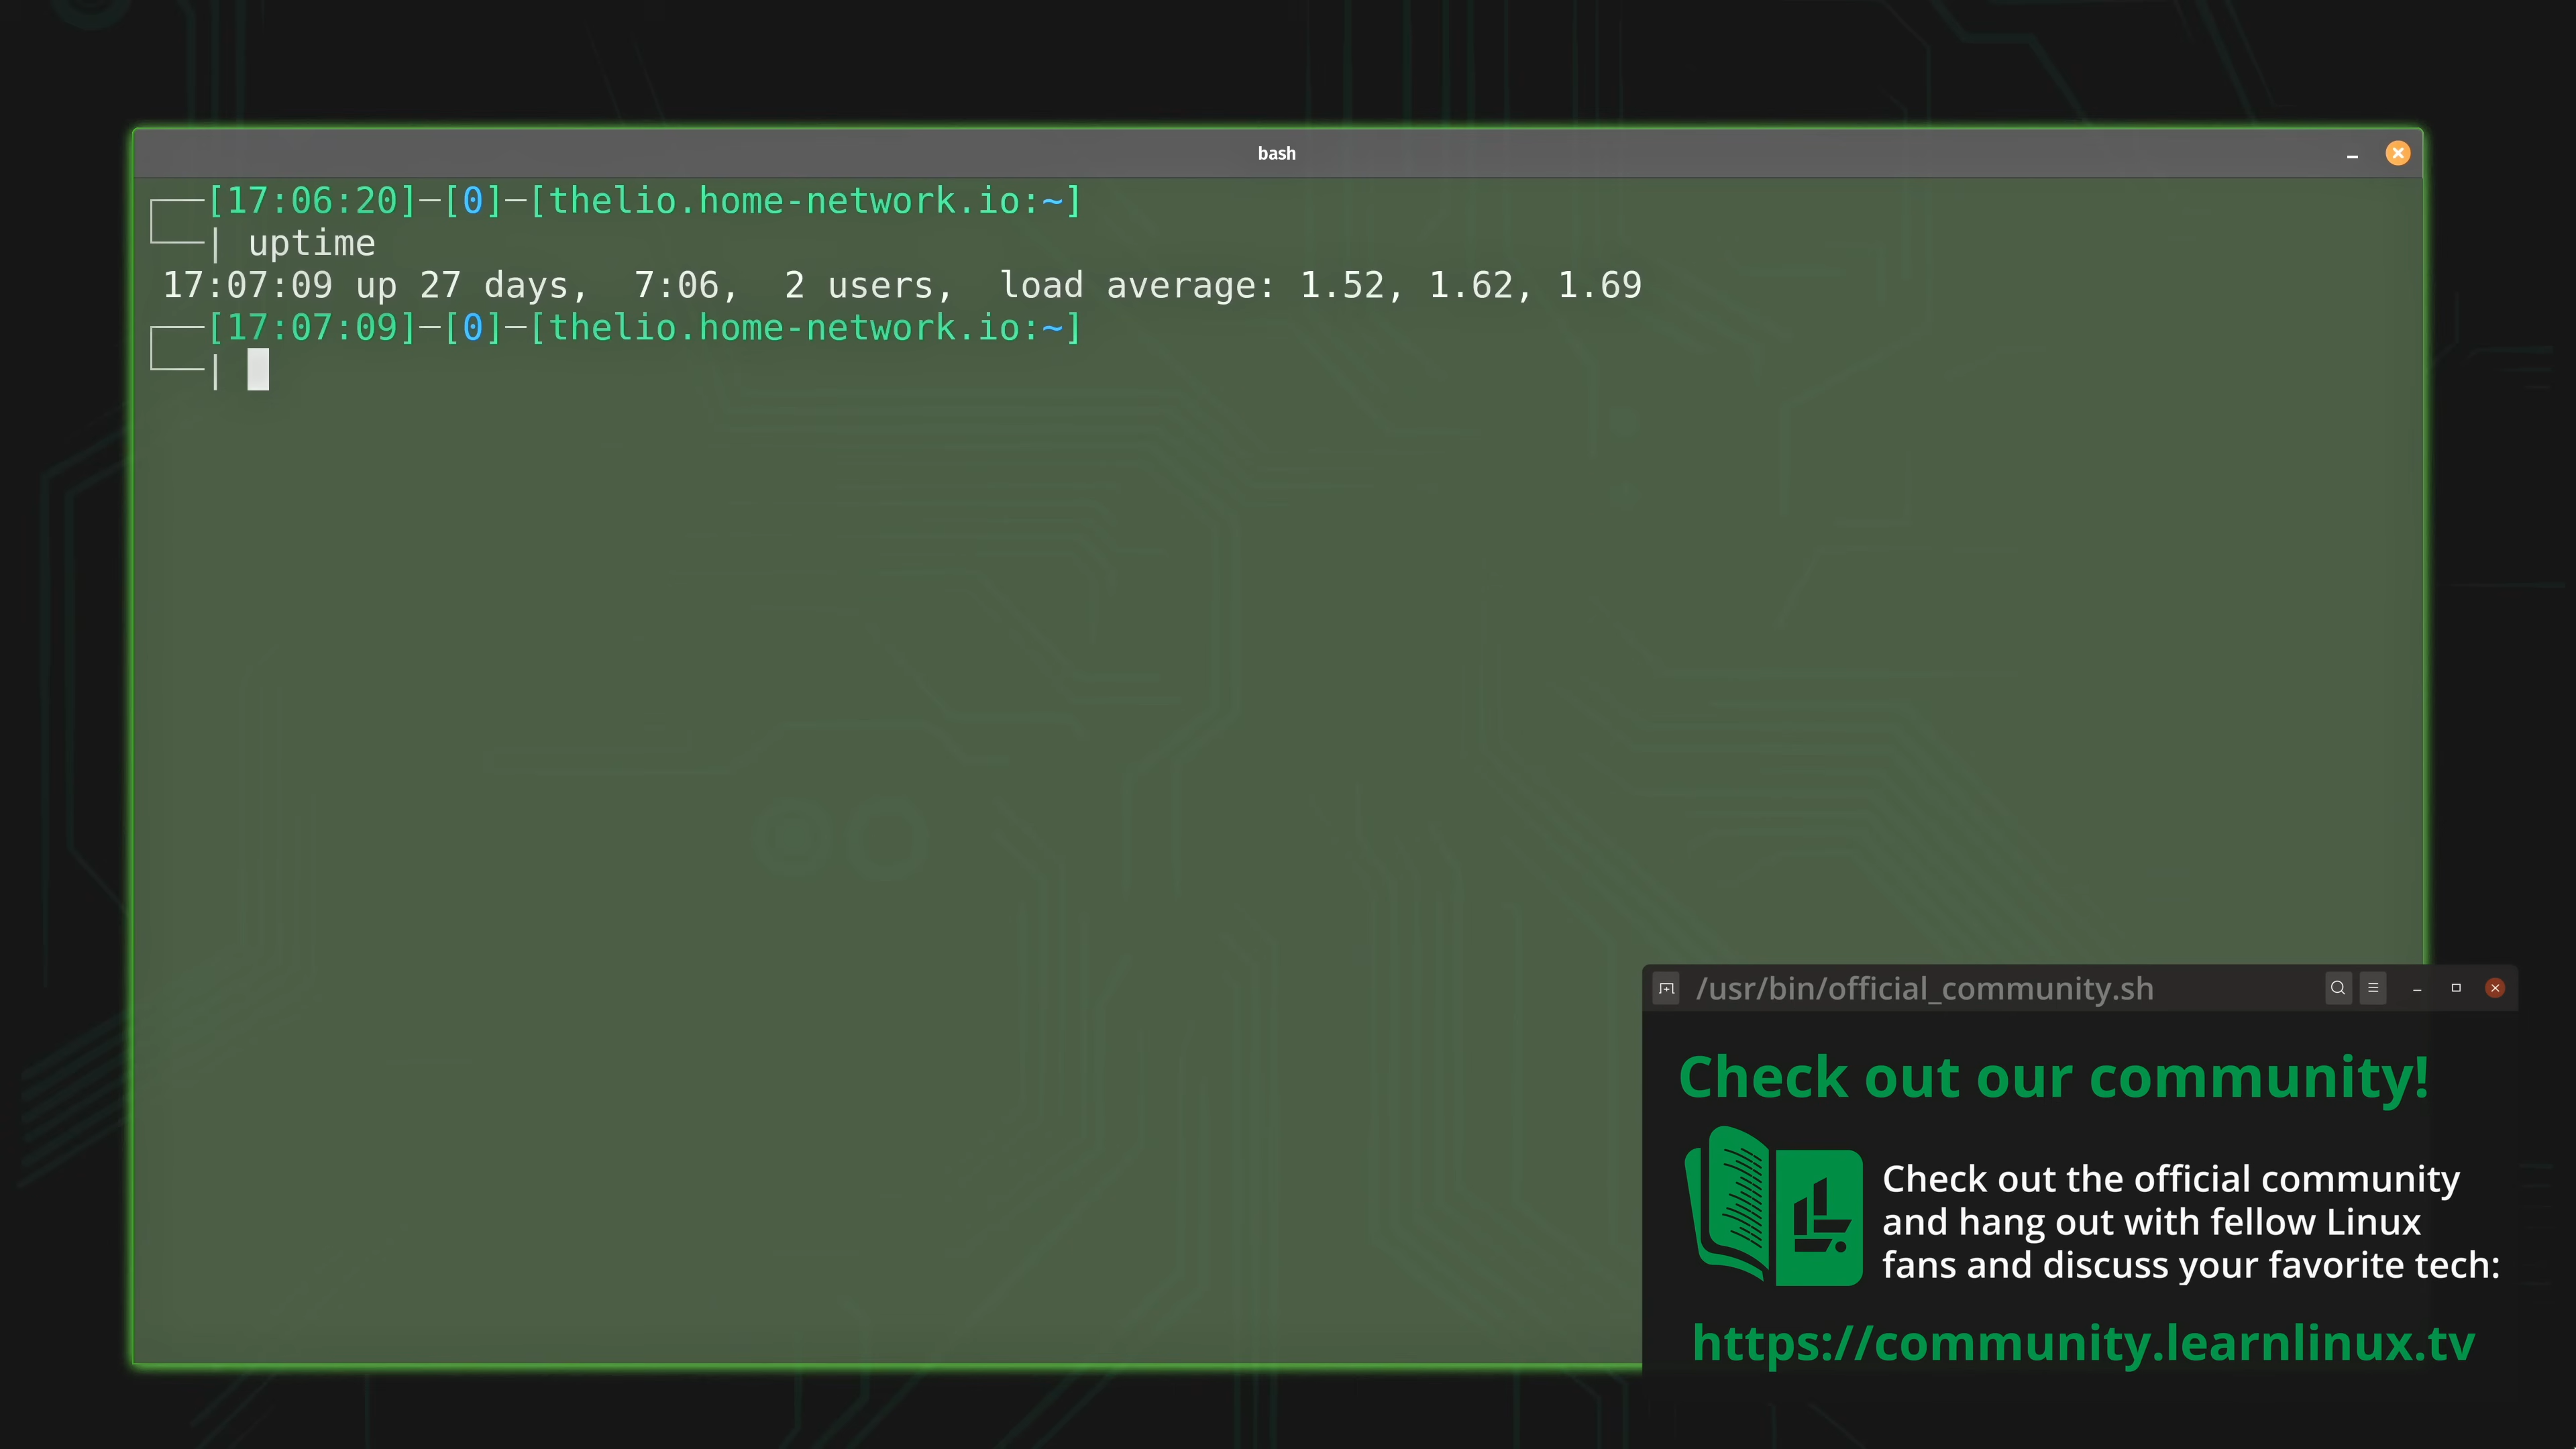 bash
┌──[17:06:20]─[0]─[thelio.home-network.io:~]
└──| uptime
17:07:09 up 27 days,  7:06,  2 users,  load average: 1.52, 1.62, 1.69
┌──[17:07:09]─[0]─[thelio.home-network.io:~]
└──|
/usr/bin/official_community.sh
Check out our community!
Check out the official community
and hang out with fellow Linux
fans and discuss your favorite tech:
https://community.learnlinux.tv